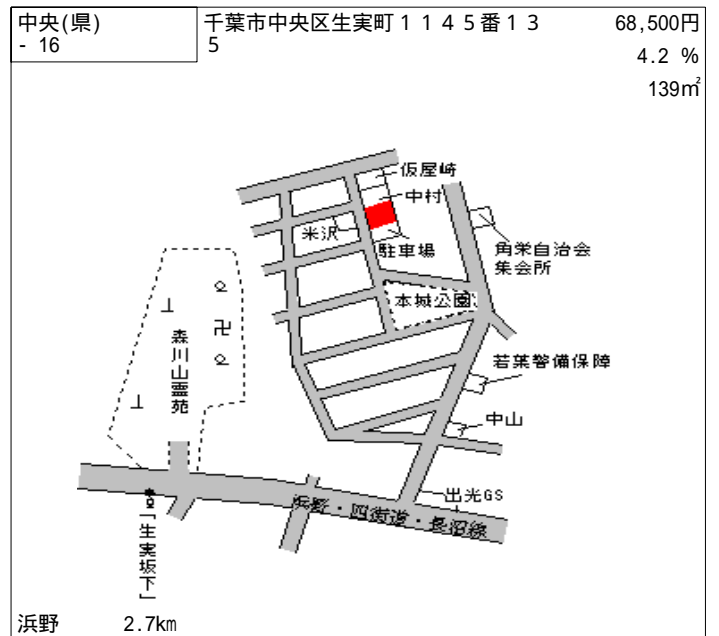 中央(県)
- 16
千葉市中央区生実町１１４５番１３
5
68,500円
4.2 %
139㎡
仮屋崎
中村
米沢
駐車場
角栄自治会
集会所
本城公園
森川山霊苑
卍
若葉警備保障
中山
出光GS
浜野・四街道・長沼線
「生実坂下」
浜野 2.7km